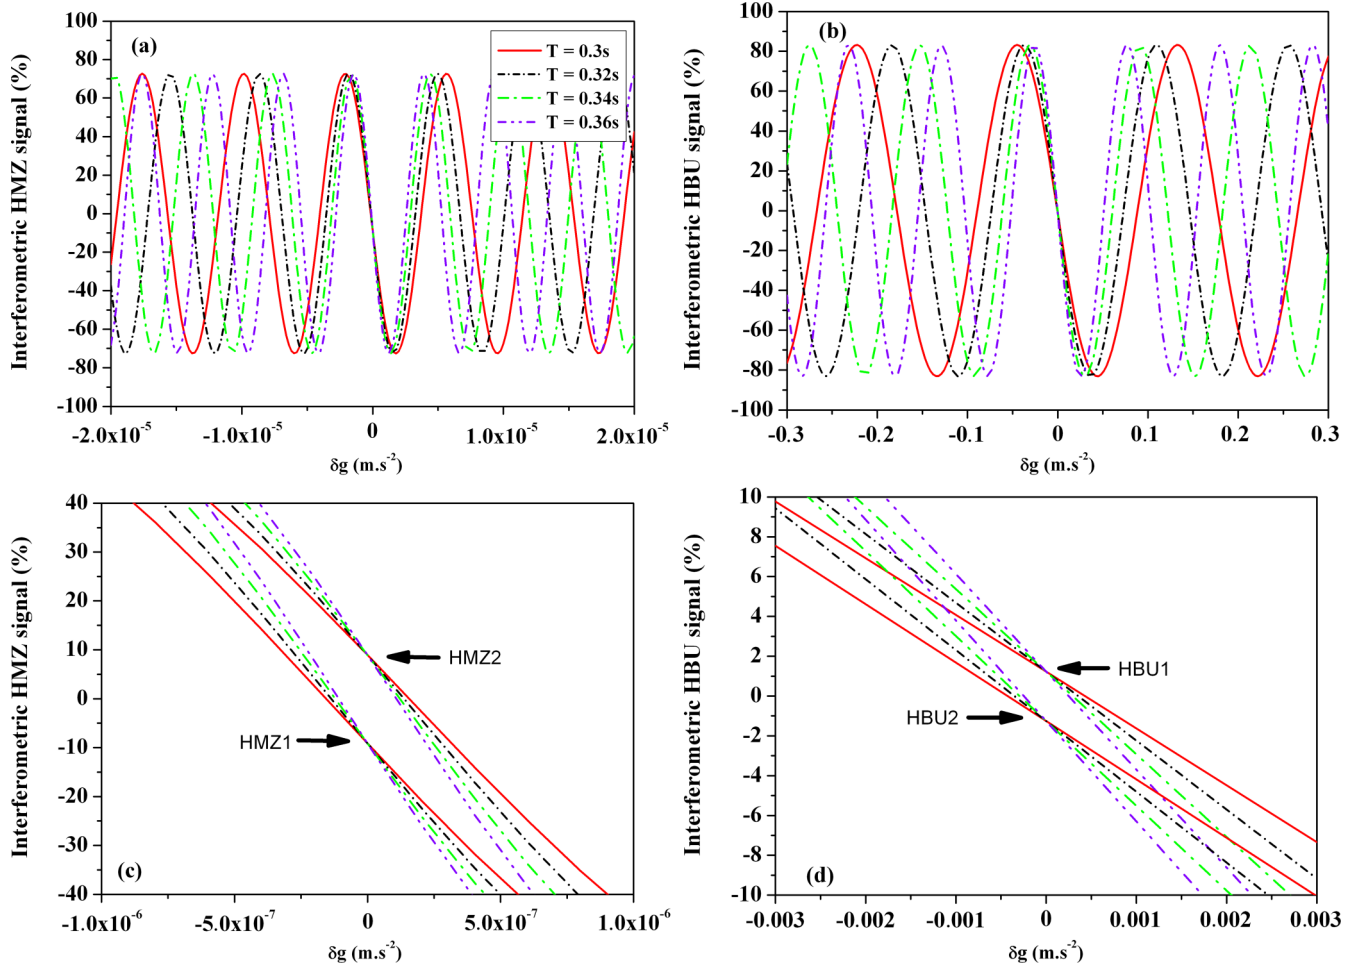 (a)
Interferometric HMZ signal (%)
100
80
60
40
20
0
-20
-40
-60
-80
-100
T = 0.3s
T = 0.32s
T = 0.34s
T = 0.36s
-2.0x10-5
-1.0x10-5
0
1.0x10-5
2.0x10-5
δg (m.s-2)
(b)
Interferometric HBU signal (%)
100
80
60
40
20
0
-20
-40
-60
-80
-100
-0.3
-0.2
-0.1
0
0.1
0.2
0.3
δg (m.s-2)
Interferometric HMZ signal (%)
40
30
20
10
0
-10
-20
-30
-40
HMZ2
HMZ1
(c)
-1.0x10-6
-5.0x10-7
0
5.0x10-7
1.0x10-6
δg (m.s-2)
Interferometric HBU signal (%)
10
8
6
4
2
0
-2
-4
-6
-8
-10
HBU1
HBU2
(d)
-0.003
-0.002
-0.001
0
0.001
0.002
0.003
δg (m.s-2)